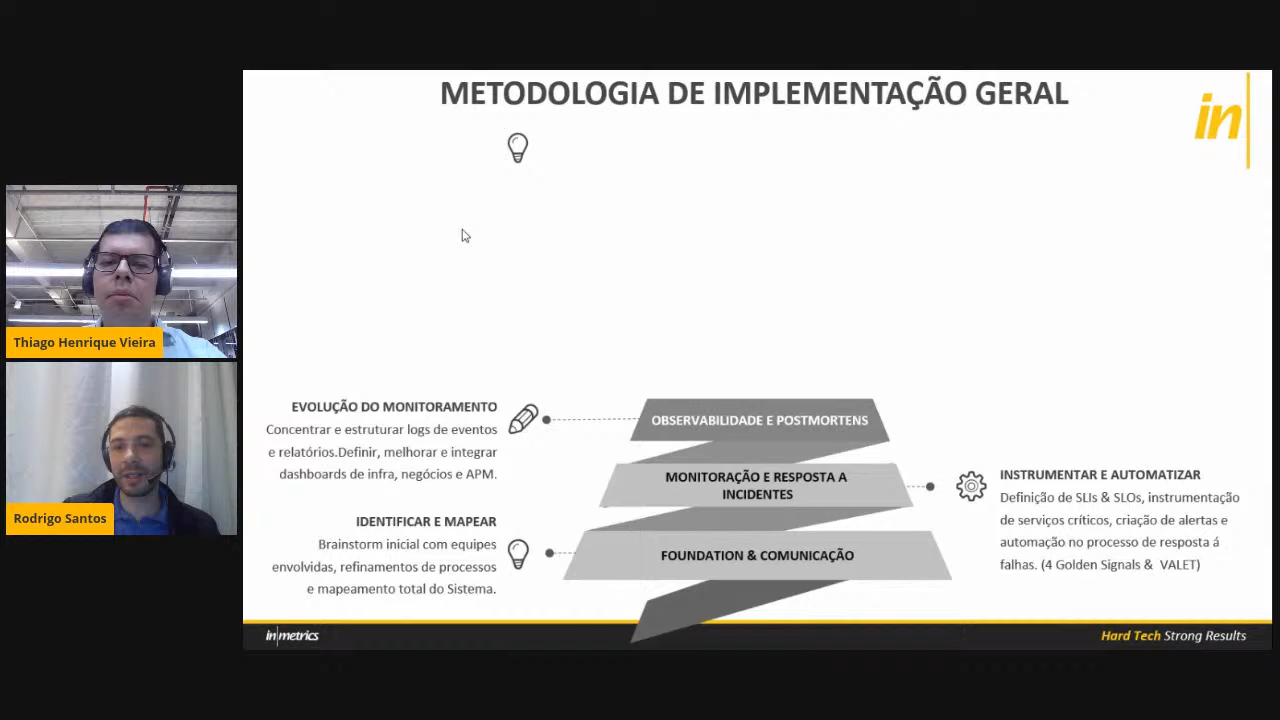 METODOLOGIA DE IMPLEMENTAÇÃO GERAL
in
Thiago Henrique Vieira
Rodrigo Santos
EVOLUÇÃO DO MONITORAMENTO
Concentrar e estruturar logs de eventos
e relatórios.Definir, melhorar e integrar
dashboards de infra, negócios e APM.
OBSERVABILIDADE E POSTMORTENS
MONITORAÇÃO E RESPOSTA A
INCIDENTES
INSTRUMENTAR E AUTOMATIZAR
Definição de SLIs & SLOs, instrumentação
de serviços críticos, criação de alertas e
automação no processo de resposta á
falhas. (4 Golden Signals & VALET)
IDENTIFICAR E MAPEAR
Brainstorm inicial com equipes
envolvidas, refinamentos de processos
e mapeamento total do Sistema.
FOUNDATION & COMUNICAÇÃO
in|metrics
Hard Tech Strong Results